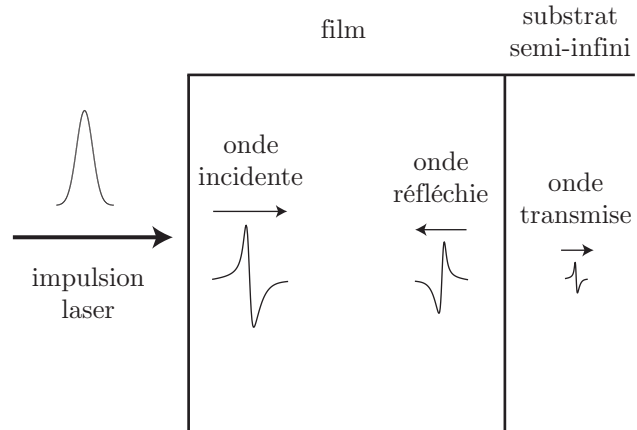 film
substrat
semi-infini
onde
incidente
onde
réfléchie
onde
transmise
impulsion
laser